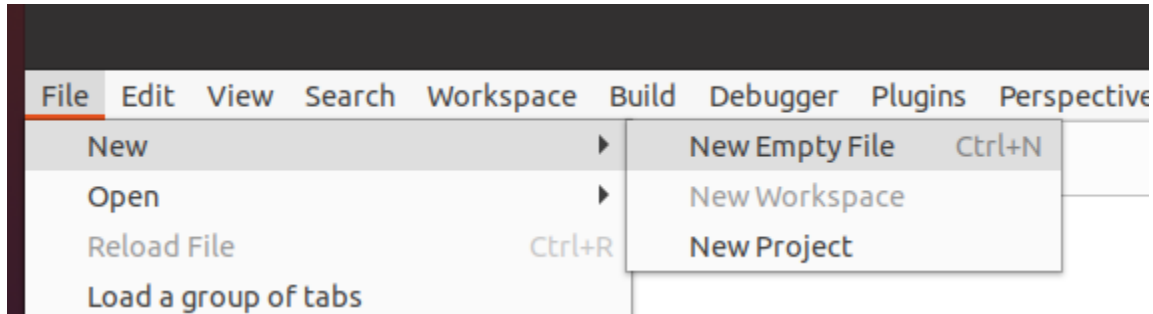 File Edit View Search Workspace Build Debugger Plugins Perspective
New
New Empty File Ctrl+N
Open
New Workspace
Reload File Ctrl+R
New Project
Load a group of tabs